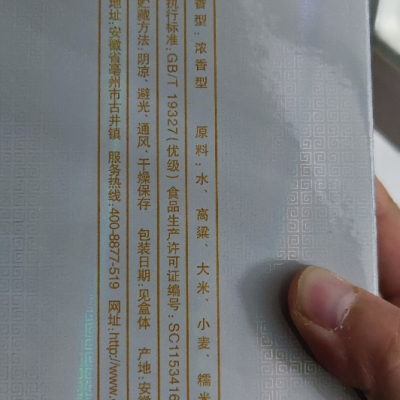 香型：浓香型 原料：水、高粱、大米、小麦、糯米
执行标准：GB/T 19327(优级) 食品生产许可证编号：SC1153416
贮藏方法：阴凉、避光、通风、干燥保存 包装日期：见盒体 产地：安徽
地址：安徽省亳州市古井镇 服务热线：400-8877-519 网址：http://www.